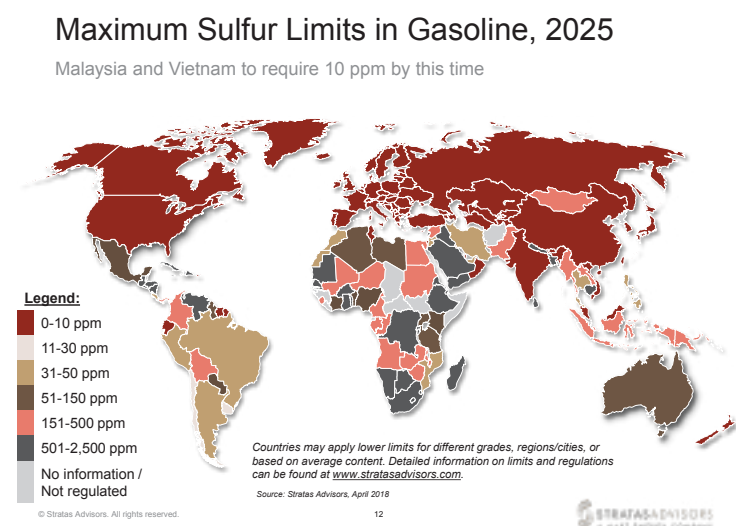 Maximum Sulfur Limits in Gasoline, 2025
Malaysia and Vietnam to require 10 ppm by this time
Legend:
0-10 ppm
11-30 ppm
31-50 ppm
51-150 ppm
151-500 ppm
501-2,500 ppm
No information /
Not regulated
Countries may apply lower limits for different grades, regions/cities, or
based on average content. Detailed information on limits and regulations
can be found at www.stratasadvisors.com.
Source: Stratas Advisors, April 2018
© Stratas Advisors. All rights reserved.
12
STRATASADVISORS